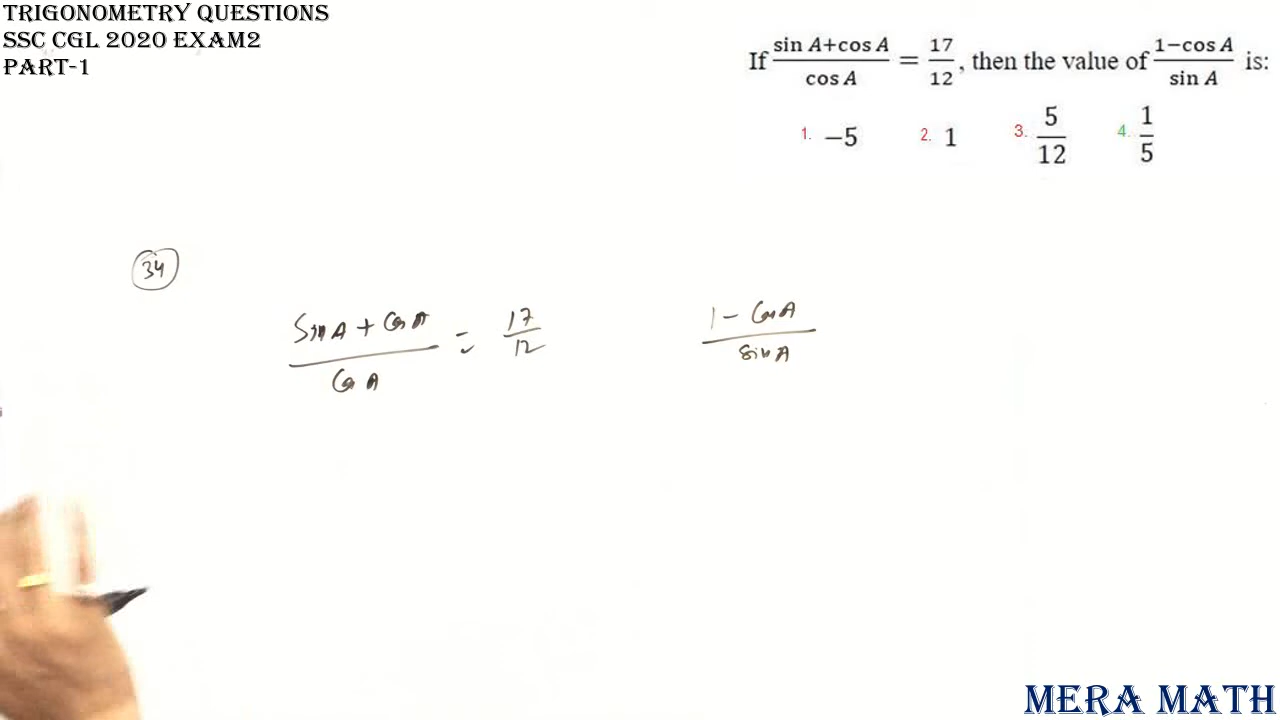 TRIGONOMETRY QUESTIONS
SSC CGL 2020 EXAM2
PART-1
If (sin A+cos A)/(cos A) = 17/12, then the value of (1−cos A)/(sin A) is:
1. −5 2. 1 3. 5/12 4. 1/5
34
(Sin A + Cos A)/(Cos A) = 17/12
(1 − Cos A)/(sin A)
MERA MATH